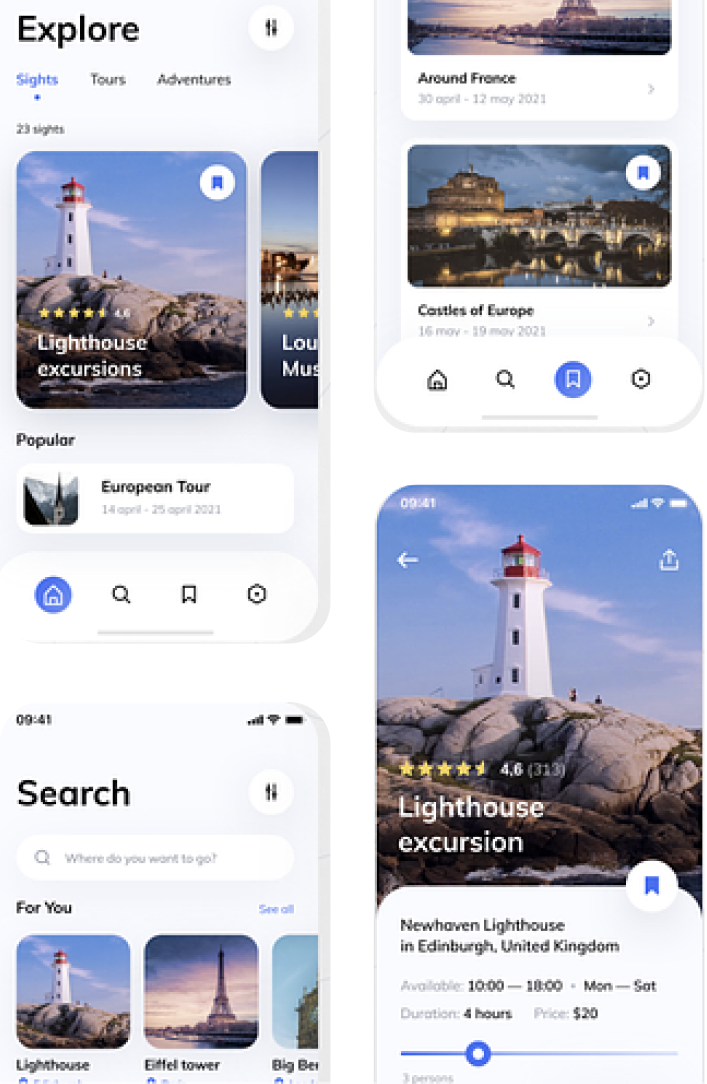 Explore
Sights Tours Adventures
23 sights
4,6
Lighthouse
excursions
Lou
Mus
Popular
European Tour
14 april - 25 april 2021
Around France
30 april - 12 may 2021
Castles of Europe
16 may - 19 may 2021
09:41
Search
Where do you want to go?
For You See all
Lighthouse Eiffel tower Big Be
09:41
4,6 (313)
Lighthouse
excursion
Newhaven Lighthouse
in Edinburgh, United Kingdom
Available: 10:00 — 18:00 • Mon — Sat
Duration: 4 hours Price: $20
3 persons